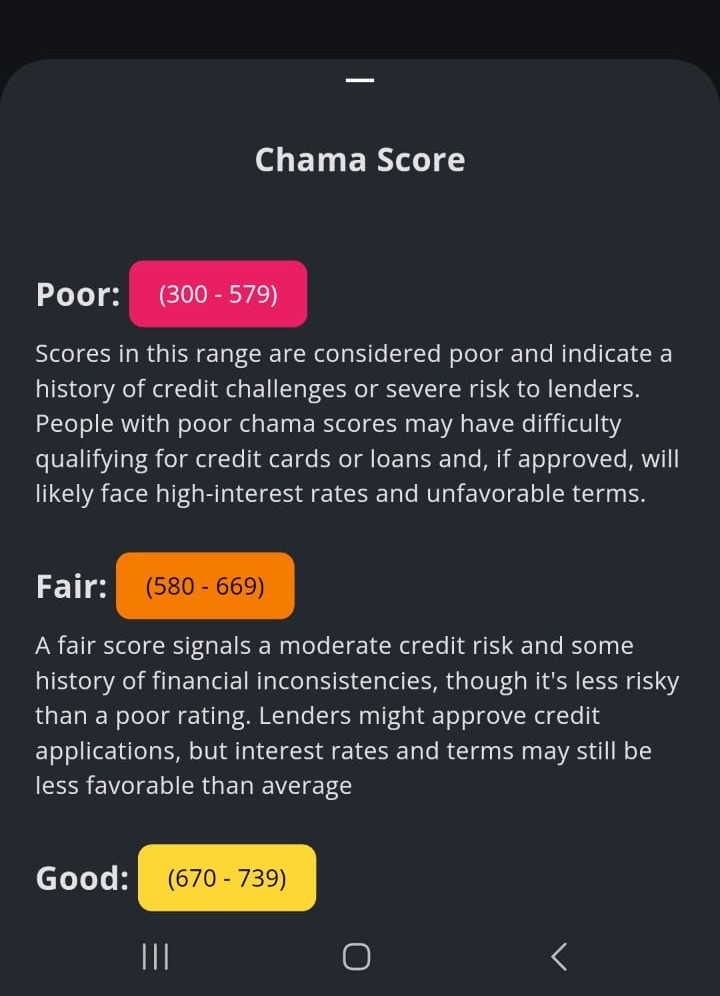 Chama Score
Poor: (300 - 579)
Scores in this range are considered poor and indicate a
history of credit challenges or severe risk to lenders.
People with poor chama scores may have difficulty
qualifying for credit cards or loans and, if approved, will
likely face high-interest rates and unfavorable terms.
Fair: (580 - 669)
A fair score signals a moderate credit risk and some
history of financial inconsistencies, though it's less risky
than a poor rating. Lenders might approve credit
applications, but interest rates and terms may still be
less favorable than average
Good: (670 - 739)